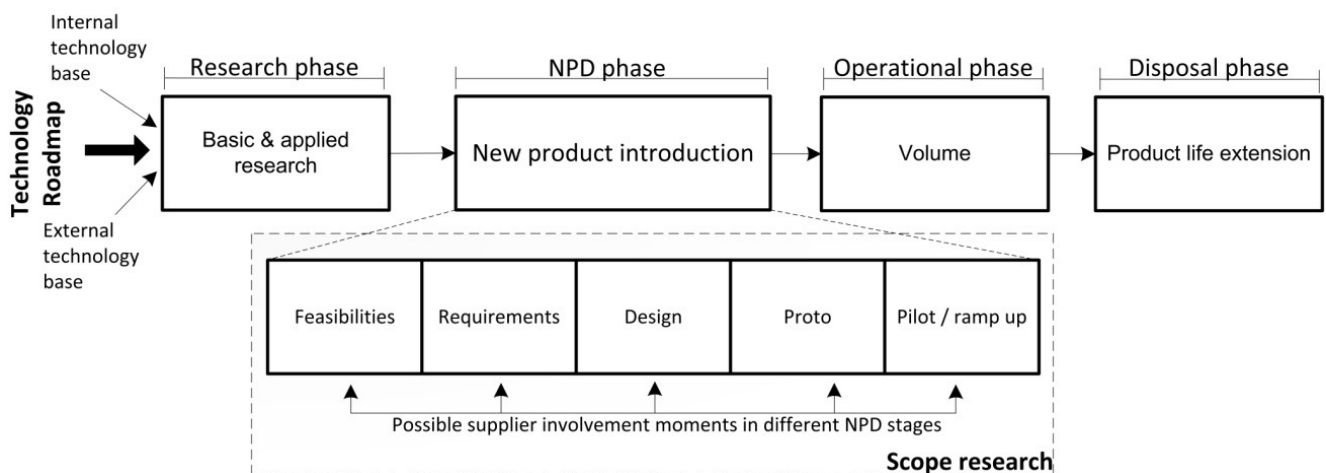 Internal
technology
base
Technology
Roadmap
External
technology
base
Research phase
NPD phase
Operational phase
Disposal phase
Basic & applied
research
New product introduction
Volume
Product life extension
Feasibilities
Requirements
Design
Proto
Pilot / ramp up
Possible supplier involvement moments in different NPD stages
Scope research